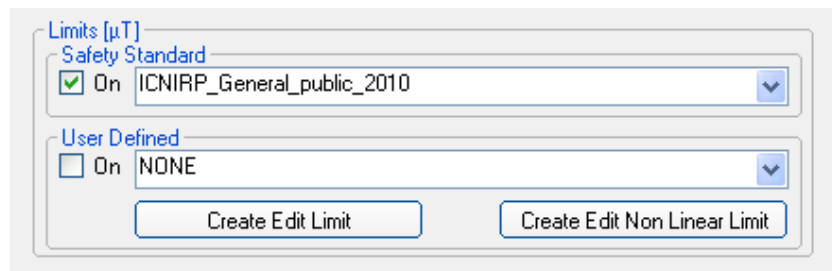 Limits [µT]
Safety Standard
On ICNIRP_General_public_2010
User Defined
On NONE
Create Edit Limit Create Edit Non Linear Limit